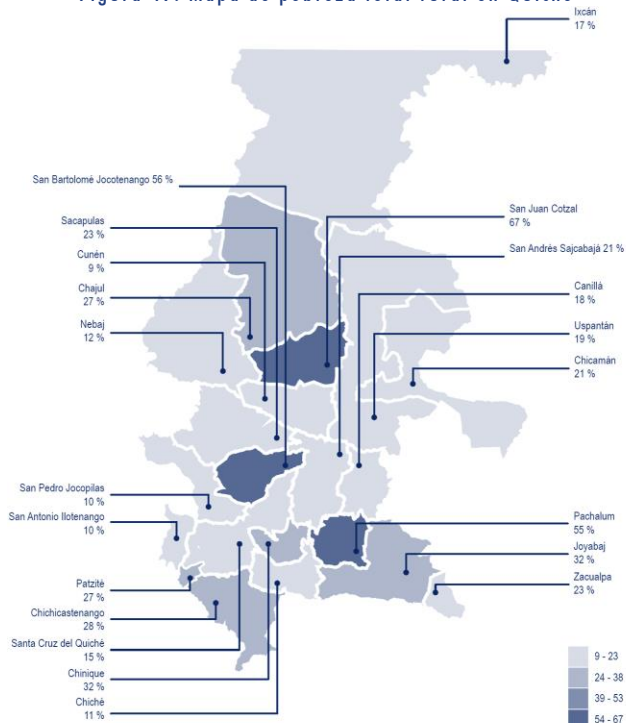 Ixcán
17 %
San Bartolomé Jocotenango 56 %
San Juan Cotzal
67 %
Sacapulas
23 %
San Andrés Sajcabajá 21 %
Cunén
9 %
Canillá
18 %
Chajul
27 %
Uspantán
19 %
Nebaj
12 %
Chicamán
21 %
San Pedro Jocopilas
10 %
San Antonio Ilotenango
10 %
Pachalum
55 %
Joyabaj
32 %
Patzité
27 %
Zacualpa
23 %
Chichicastenango
28 %
Santa Cruz del Quiché
15 %
Chinique
32 %
Chiché
11 %
9 - 23
24 - 38
39 - 53
54 - 67